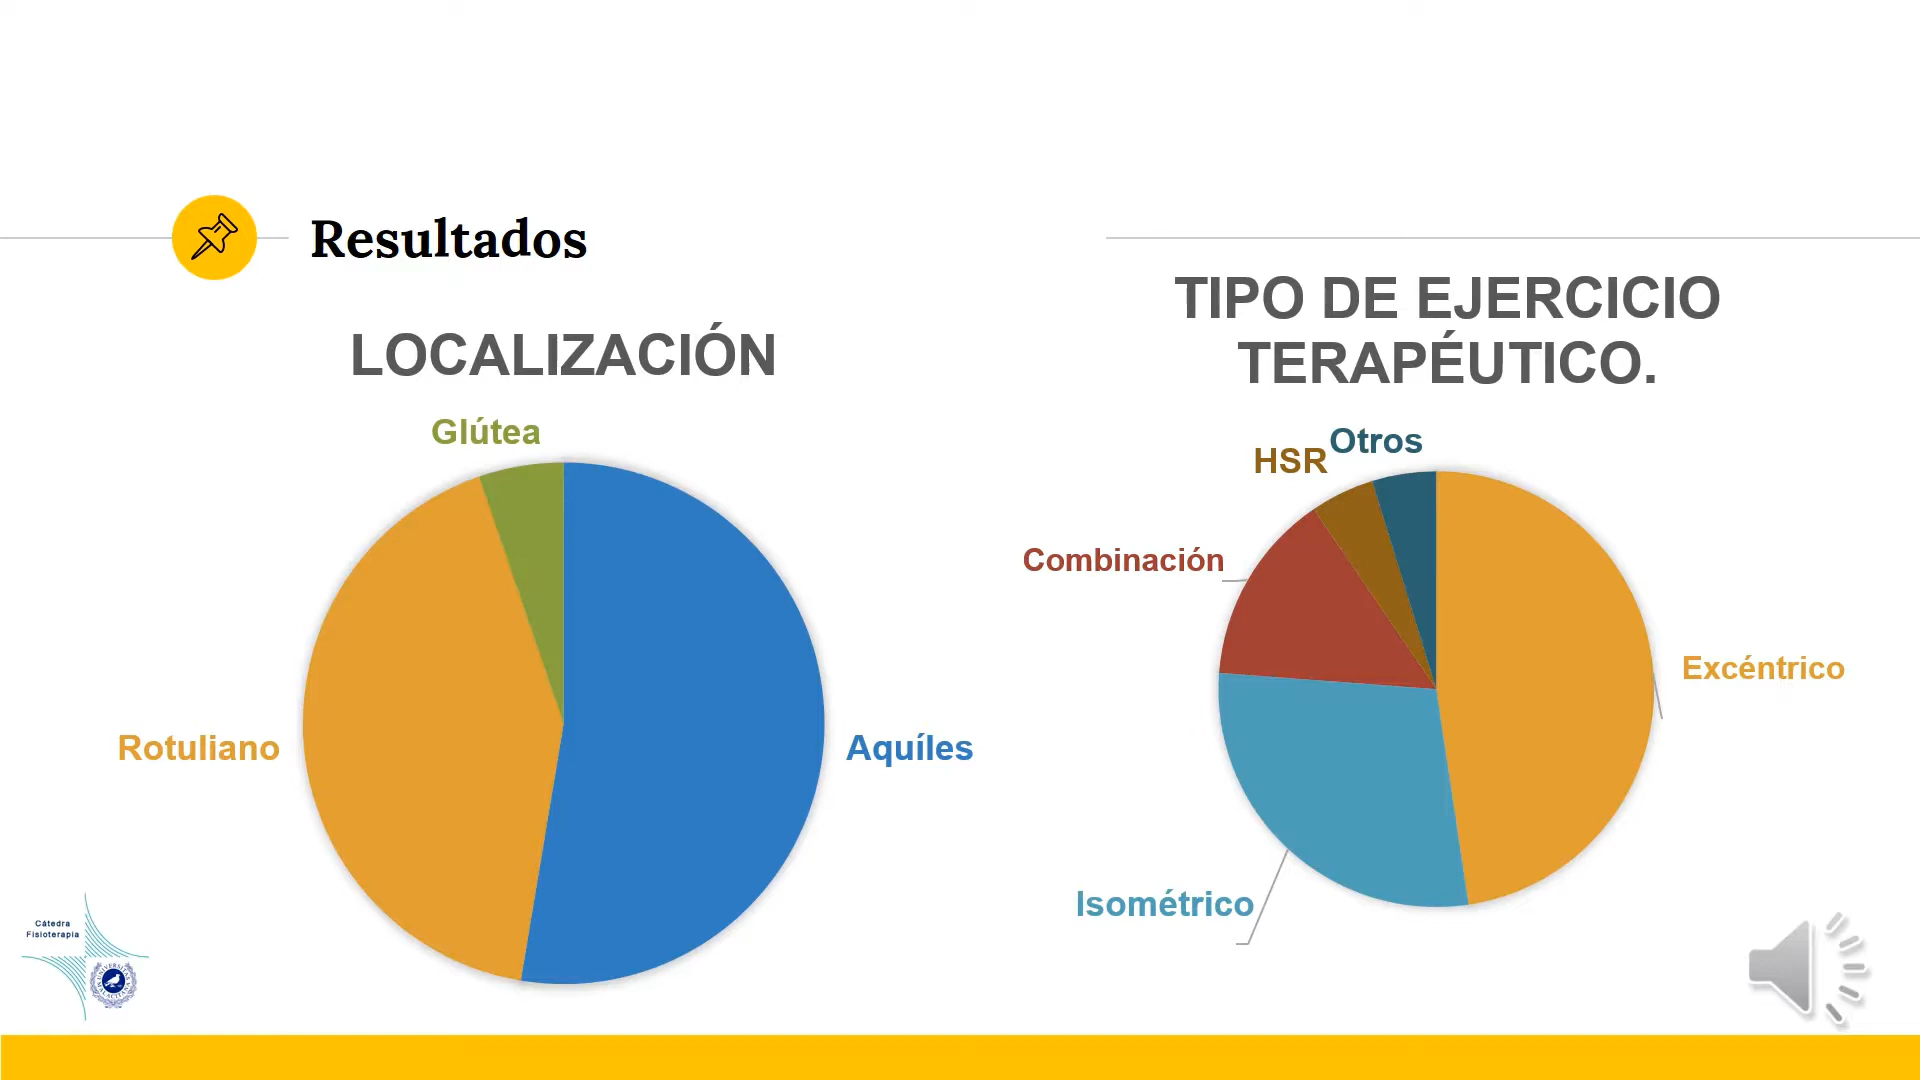 Resultados
LOCALIZACIÓN
Glútea
Rotuliano
Aquíles
TIPO DE EJERCICIO
TERAPÉUTICO.
Otros
HSR
Combinación
Excéntrico
Isométrico
Cátedra
Fisioterapia